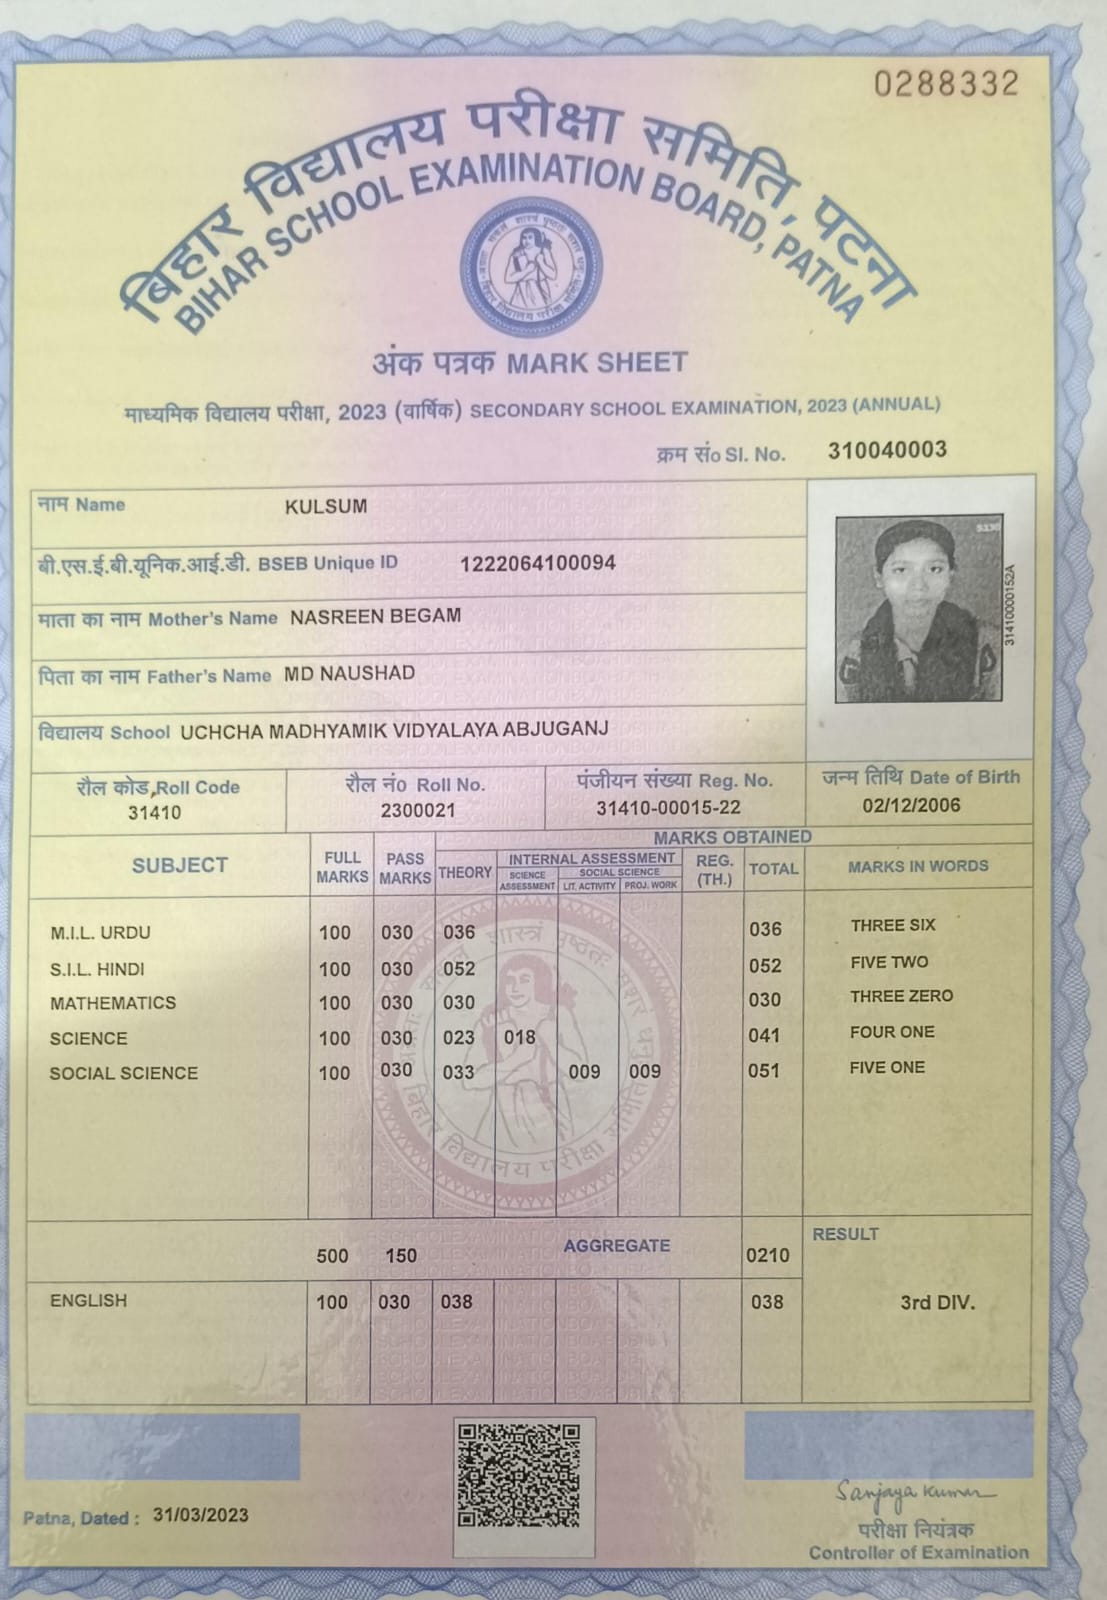 0288332
बिहार विद्यालय परीक्षा समिति, पटना
BIHAR SCHOOL EXAMINATION BOARD, PATNA
अंक पत्रक MARK SHEET
माध्यमिक विद्यालय परीक्षा, 2023 (वार्षिक) SECONDARY SCHOOL EXAMINATION, 2023 (ANNUAL)
क्रम सं० Sl. No. 310040003
नाम Name KULSUM
बी.एस.ई.बी.यूनिक.आई.डी. BSEB Unique ID 1222064100094
माता का नाम Mother's Name NASREEN BEGAM
पिता का नाम Father's Name MD NAUSHAD
विद्यालय School UCHCHA MADHYAMIK VIDYALAYA ABJUGANJ
31410000152A
रौल कोड,Roll Code रौल नं० Roll No. पंजीयन संख्या Reg. No. जन्म तिथि Date of Birth
31410 2300021 31410-00015-22 02/12/2006
MARKS OBTAINED
SUBJECT FULL MARKS PASS MARKS THEORY INTERNAL ASSESSMENT REG. (TH.) TOTAL MARKS IN WORDS
SCIENCE ASSESSMENT SOCIAL SCIENCE
LIT. ACTIVITY PROJ. WORK
M.I.L. URDU 100 030 036 036 THREE SIX
S.I.L. HINDI 100 030 052 052 FIVE TWO
MATHEMATICS 100 030 030 030 THREE ZERO
SCIENCE 100 030 023 018 041 FOUR ONE
SOCIAL SCIENCE 100 030 033 009 009 051 FIVE ONE
500 150 AGGREGATE 0210 RESULT
ENGLISH 100 030 038 038 3rd DIV.
Patna, Dated : 31/03/2023
Sanjaya Kumar
परीक्षा नियंत्रक
Controller of Examination